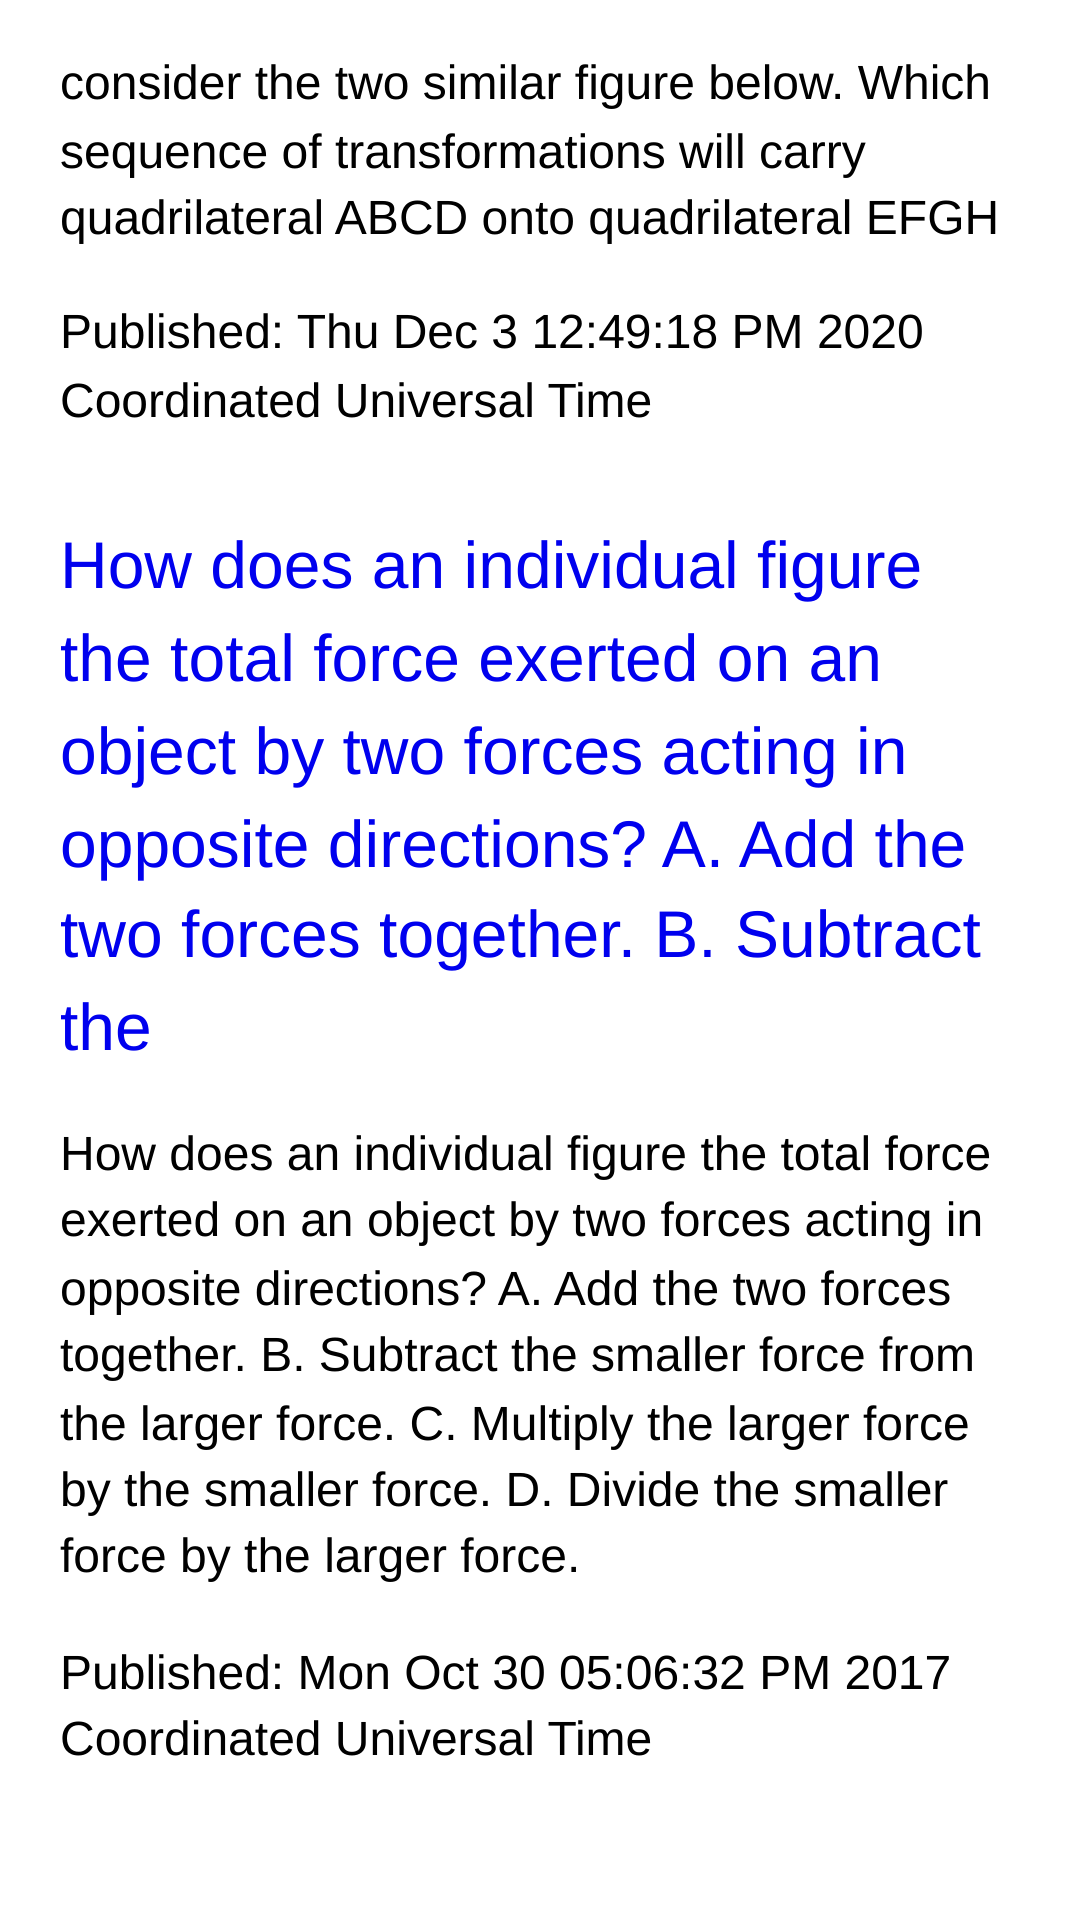 consider the two similar figure below. Which
sequence of transformations will carry
quadrilateral ABCD onto quadrilateral EFGH
Published: Thu Dec 3 12:49:18 PM 2020
Coordinated Universal Time
How does an individual figure
the total force exerted on an
object by two forces acting in
opposite directions? A. Add the
two forces together. B. Subtract
the
How does an individual figure the total force
exerted on an object by two forces acting in
opposite directions? A. Add the two forces
together. B. Subtract the smaller force from
the larger force. C. Multiply the larger force
by the smaller force. D. Divide the smaller
force by the larger force.
Published: Mon Oct 30 05:06:32 PM 2017
Coordinated Universal Time